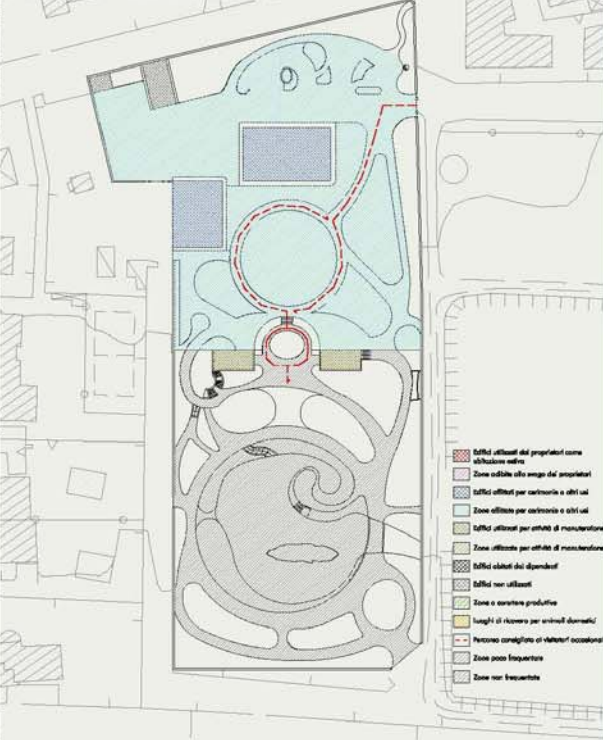 Edifici utilizzati dai proprietari come
abitazione estiva
Zone adibite allo svago dei proprietari
Edifici affittati per cerimonie o altri usi
Zone affittate per cerimonie o altri usi
Edifici utilizzati per attività di manutenzione
Zone utilizzate per attività di manutenzione
Edifici abitati dai dipendenti
Edifici non utilizzati
Zone a carattere produttivo
Luoghi di ricovero per animali domestici
Percorso consigliato ai visitatori occasionali
Zone poco frequentate
Zone non frequentate